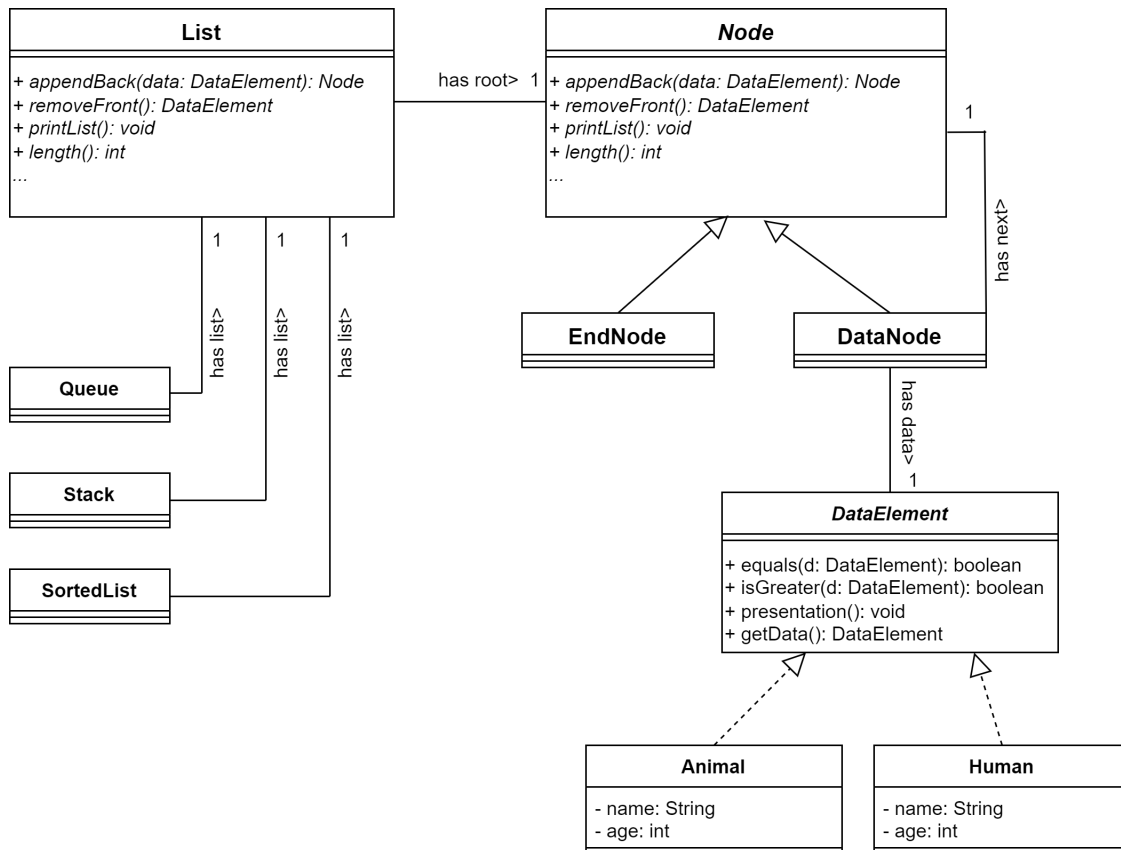 List
+ appendBack(data: DataElement): Node
+ removeFront(): DataElement
+ printList(): void
+ length(): int
...
has root> 1
Node
+ appendBack(data: DataElement): Node
+ removeFront(): DataElement
+ printList(): void
+ length(): int
...
1
has next>
1
1
1
has list>
has list>
has list>
Queue
Stack
SortedList
EndNode
DataNode
has data>
1
DataElement
+ equals(d: DataElement): boolean
+ isGreater(d: DataElement): boolean
+ presentation(): void
+ getData(): DataElement
Animal
- name: String
- age: int
Human
- name: String
- age: int